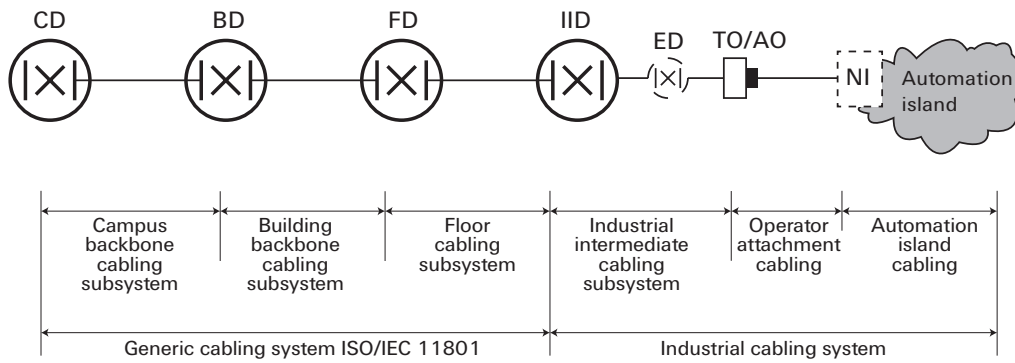 CD
BD
FD
IID
ED
TO/AO
NI
Automation
island
Campus
backbone
cabling
subsystem
Building
backbone
cabling
subsystem
Floor
cabling
subsystem
Industrial
intermediate
cabling
subsystem
Operator
attachment
cabling
Automation
island
cabling
Generic cabling system ISO/IEC 11801
Industrial cabling system